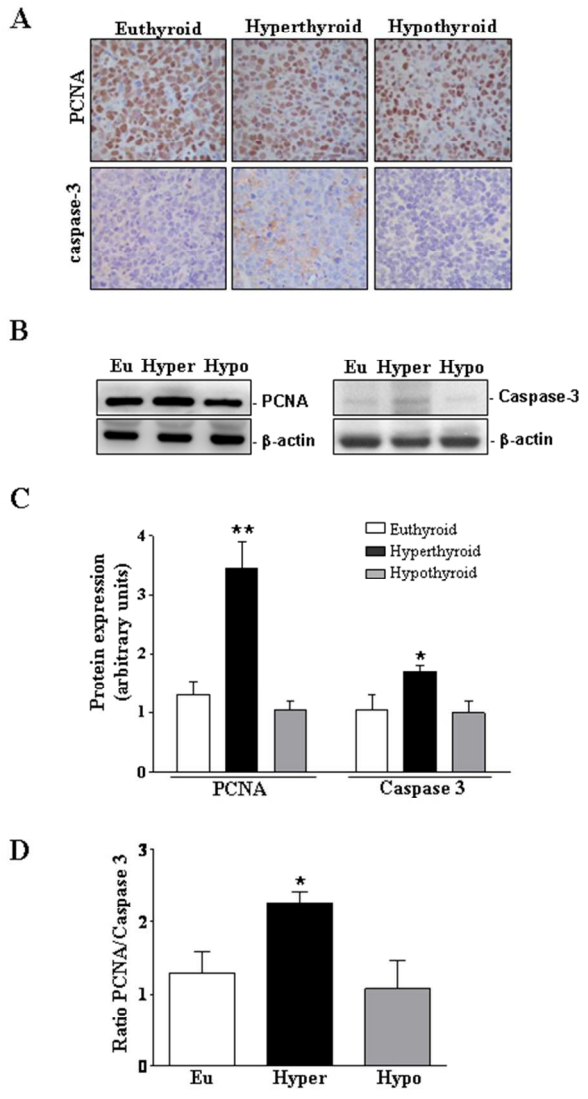 A
Euthyroid Hyperthyroid Hypothyroid
PCNA
caspase-3
B
Eu Hyper Hypo
- PCNA
- β-actin
Eu Hyper Hypo
- Caspase-3
- β-actin
C
Protein expression
(arbitrary units)
4
3
2
1
0
**
*
Euthyroid
Hyperthyroid
Hypothyroid
PCNA
Caspase 3
D
Ratio PCNA/Caspase 3
3
2
1
0
*
Eu Hyper Hypo